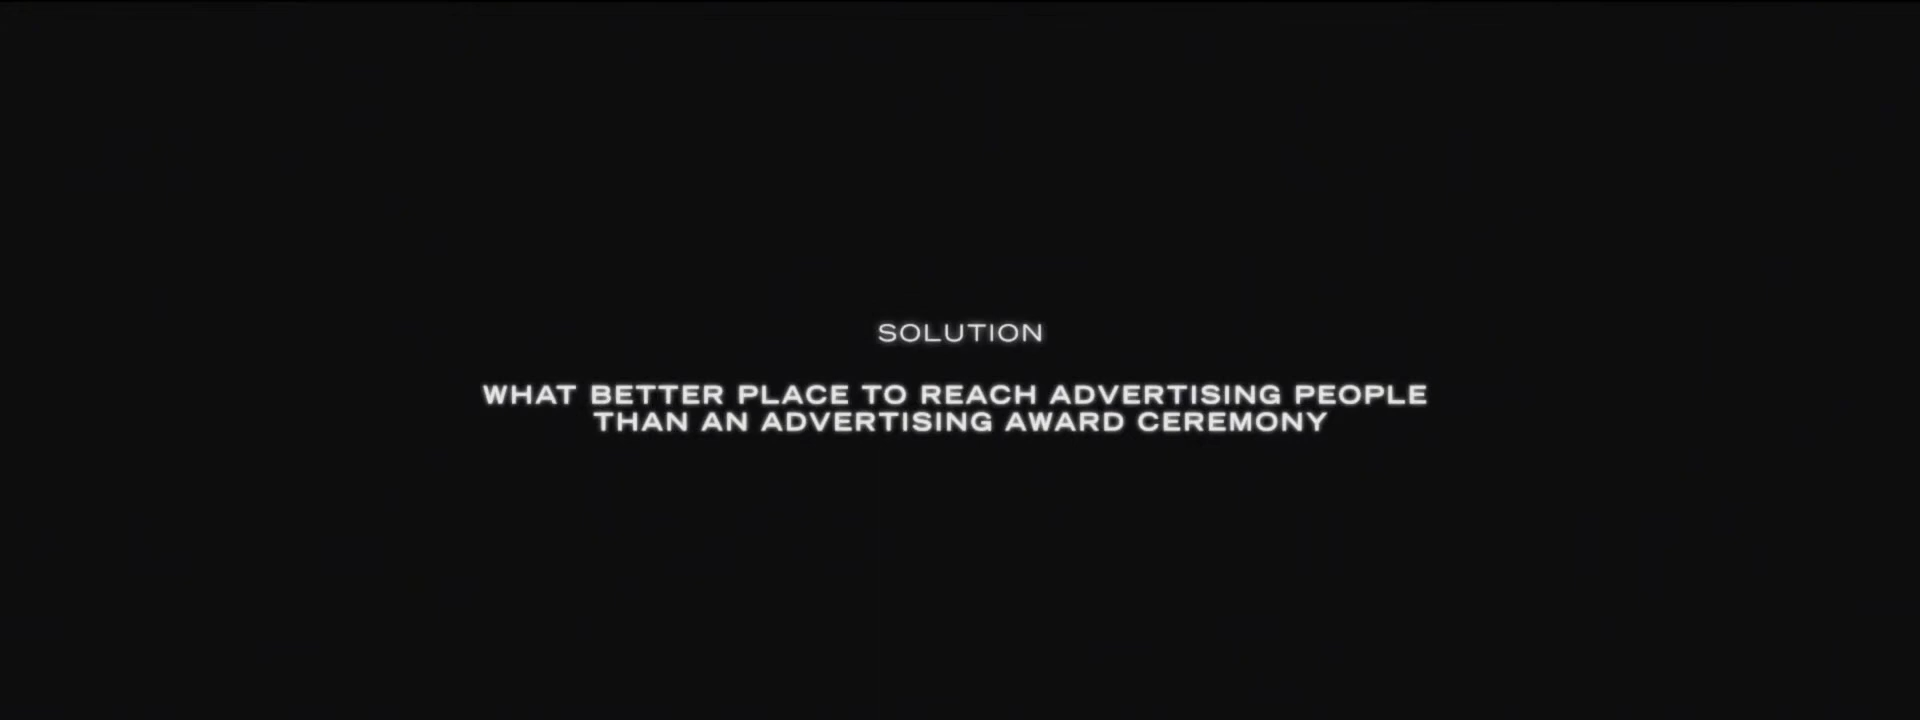 SOLUTION
WHAT BETTER PLACE TO REACH ADVERTISING PEOPLE
THAN AN ADVERTISING AWARD CEREMONY